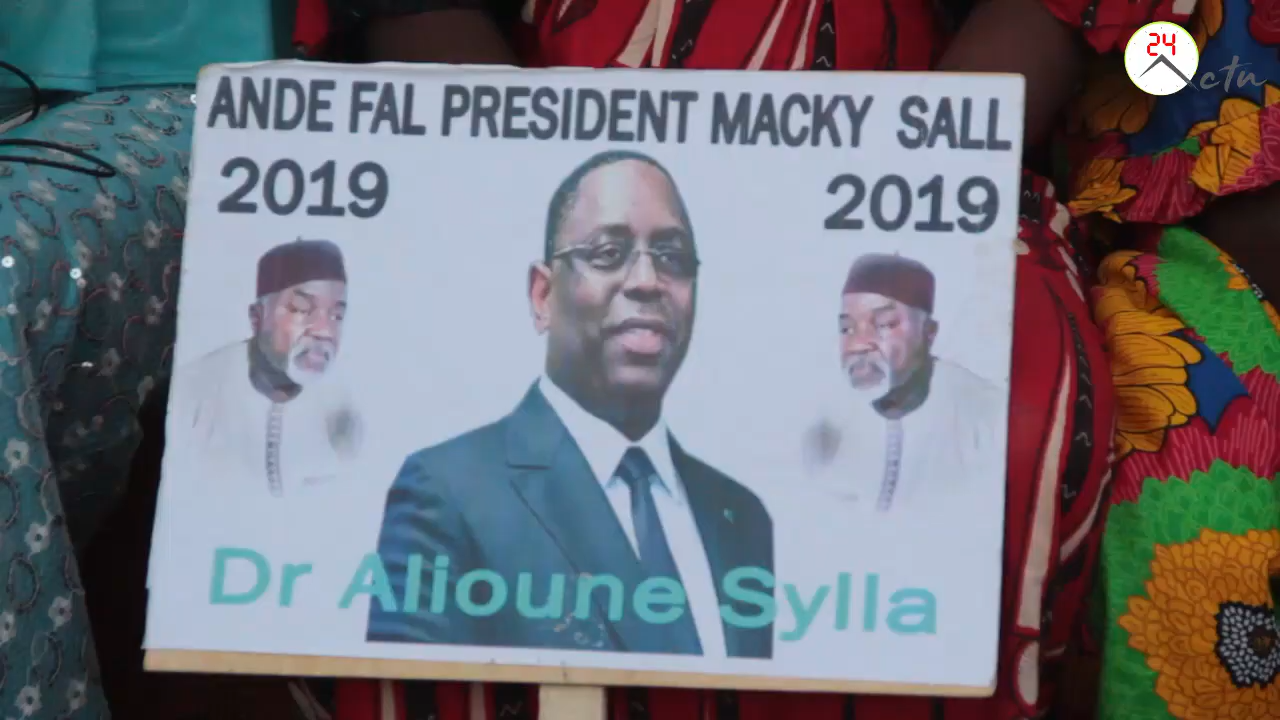 24
Actu
ANDE FAL PRESIDENT MACKY SALL
2019 2019
Dr Alioune Sylla